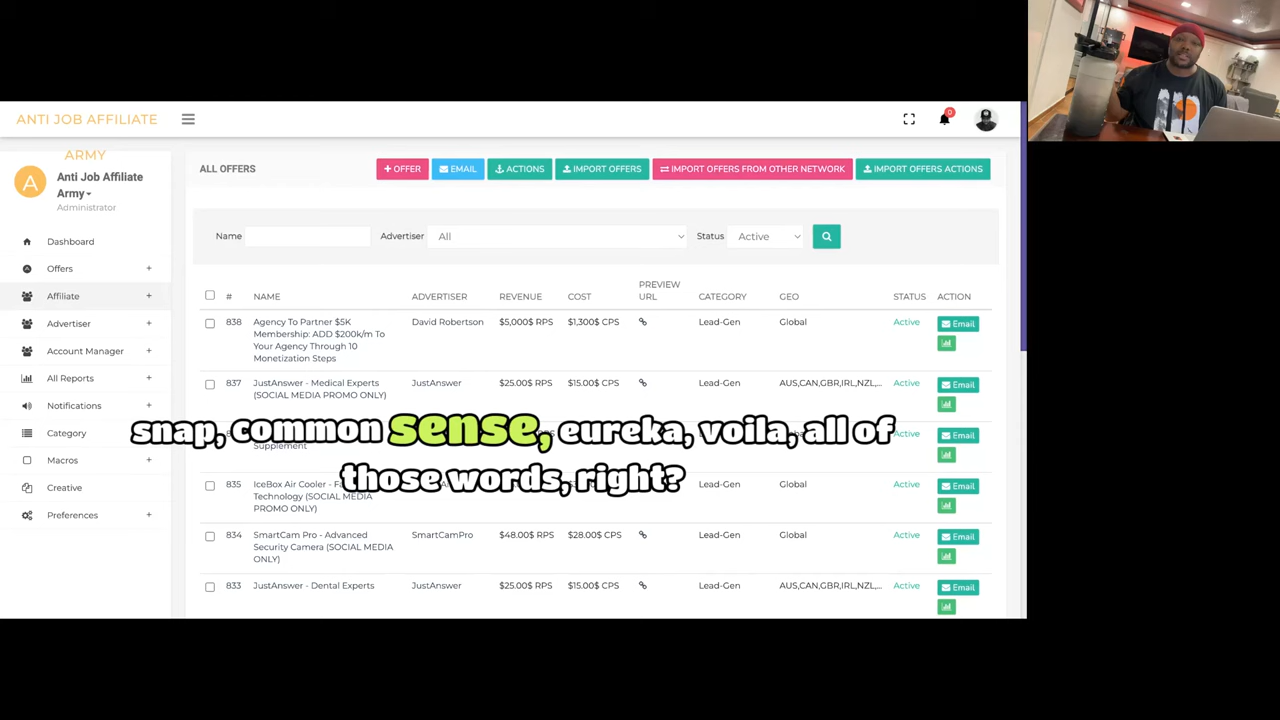 ANTI JOB AFFILIATE
ARMY
0
A
Anti Job Affiliate
Army
Administrator
Dashboard
Offers +
Affiliate +
Advertiser +
Account Manager +
All Reports +
Notifications +
Category
Macros
Creative
Preferences +
ALL OFFERS
+ OFFER EMAIL ACTIONS IMPORT OFFERS IMPORT OFFERS FROM OTHER NETWORK IMPORT OFFERS ACTIONS
Name Advertiser All Status Active
# NAME ADVERTISER REVENUE COST PREVIEW URL CATEGORY GEO STATUS ACTION
838 Agency To Partner $5K David Robertson $5,000$ RPS $1,300$ CPS Lead-Gen Global Active Email
Membership: ADD $200k/m To
Your Agency Through 10
Monetization Steps
837 JustAnswer - Medical Experts JustAnswer $25.00$ RPS $15.00$ CPS Lead-Gen AUS,CAN,GBR,IRL,NZL,... Active Email
(SOCIAL MEDIA PROMO ONLY)
snap, common sense, eureka, voila, all of
those words, right?
Active Email
Supplement
835 IceBox Air Cooler - Lead-Gen Global Active Email
Technology (SOCIAL MEDIA
PROMO ONLY)
834 SmartCam Pro - Advanced SmartCamPro $48.00$ RPS $28.00$ CPS Lead-Gen Global Active Email
Security Camera (SOCIAL MEDIA
ONLY)
833 JustAnswer - Dental Experts JustAnswer $25.00$ RPS $15.00$ CPS Lead-Gen AUS,CAN,GBR,IRL,NZL,... Active Email